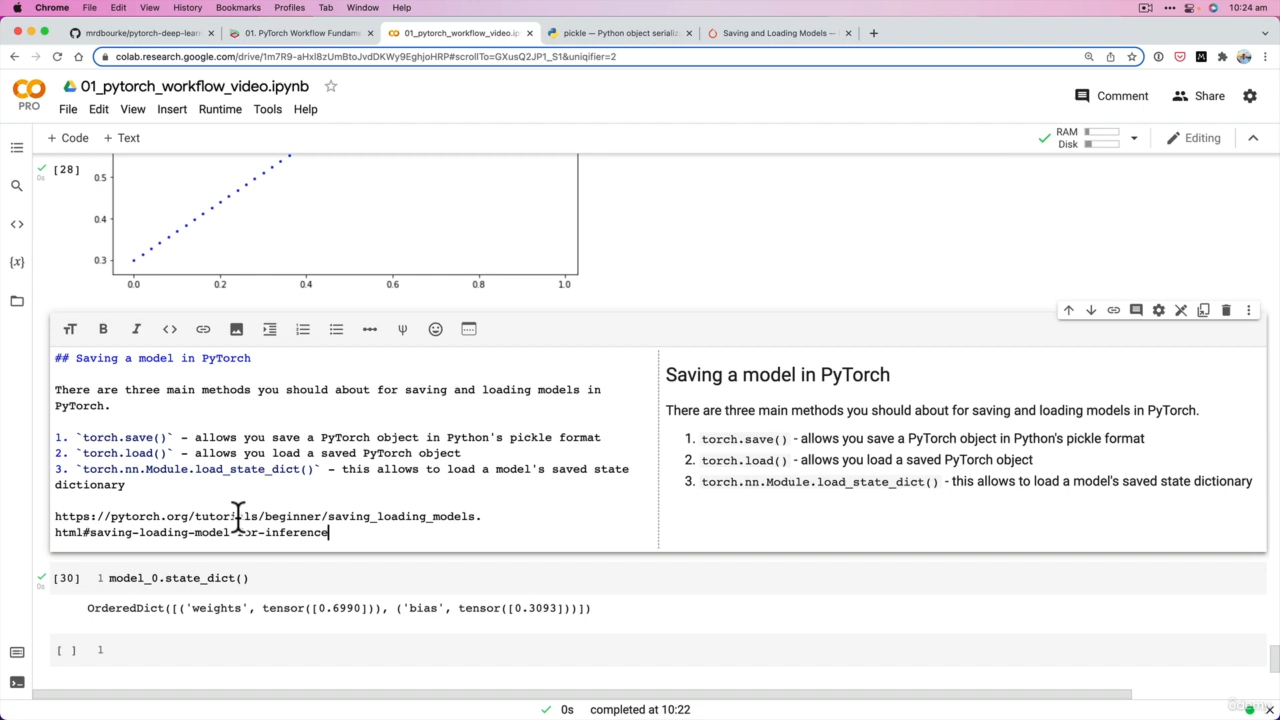 Chrome File Edit View History Bookmarks Profiles Tab Window Help 10:24 am
mrdbourke/pytorch-deep-learn 01. PyTorch Workflow Fundame 01_pytorch_workflow_video.ip pickle — Python object serializ Saving and Loading Models —
colab.research.google.com/drive/1m7R9-aHxI8zUmBtoJvdDKWy9EghjoHRP#scrollTo=GXusQ2JP1_S1&uniqifier=2
01_pytorch_workflow_video.ipynb
PRO
File Edit View Insert Runtime Tools Help
Comment Share
+ Code + Text
RAM
Disk
Editing
[28]
0s
0.5
0.4
0.3
0.0 0.2 0.4 0.6 0.8 1.0
## Saving a model in PyTorch
There are three main methods you should about for saving and loading models in
PyTorch.
1. `torch.save()` - allows you save a PyTorch object in Python's pickle format
2. `torch.load()` - allows you load a saved PyTorch object
3. `torch.nn.Module.load_state_dict()` - this allows to load a model's saved state
dictionary
https://pytorch.org/tutorials/beginner/saving_loading_models.
html#saving-loading-model-for-inference
Saving a model in PyTorch
There are three main methods you should about for saving and loading models in PyTorch.
1. torch.save() - allows you save a PyTorch object in Python's pickle format
2. torch.load() - allows you load a saved PyTorch object
3. torch.nn.Module.load_state_dict() - this allows to load a model's saved state dictionary
[30] 1 model_0.state_dict()
0s
OrderedDict([('weights', tensor([0.6990])), ('bias', tensor([0.3093]))])
[ ] 1
0s completed at 10:22
ûdemy